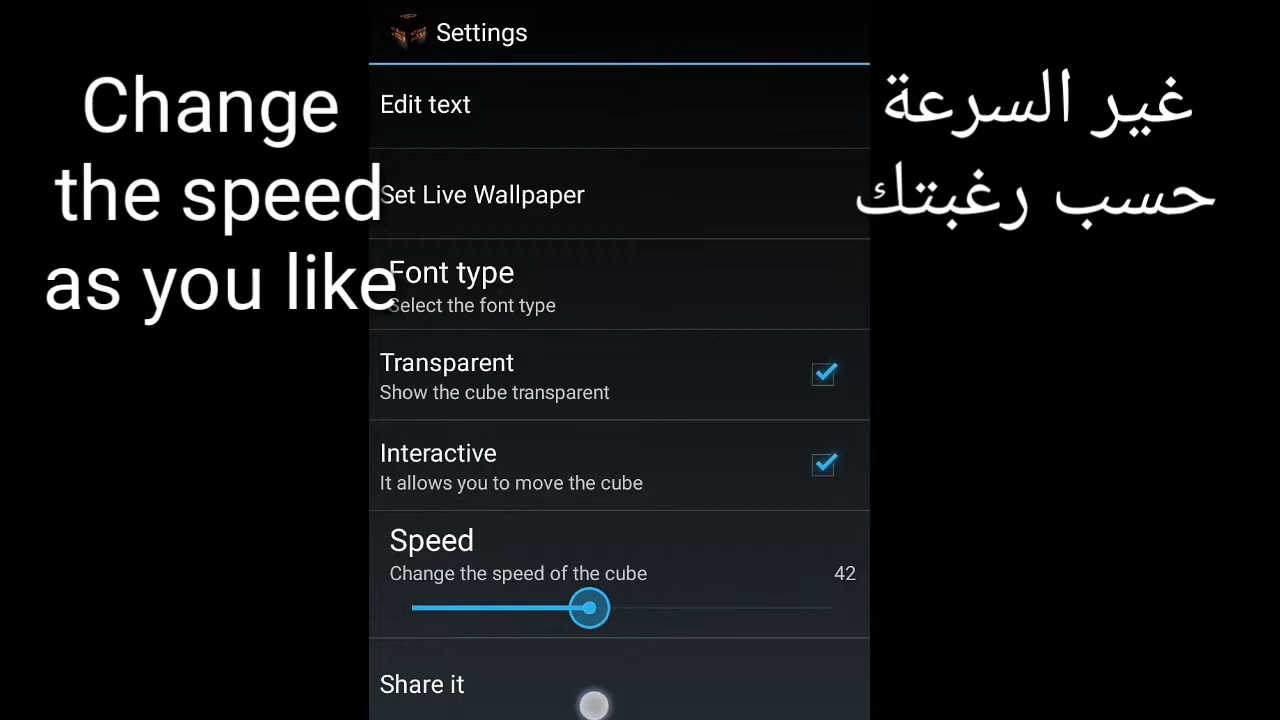 Settings
Change
the speed
as you like
غير السرعة
حسب رغبتك
Edit text
Set Live Wallpaper
Font type
Select the font type
Transparent
Show the cube transparent
Interactive
It allows you to move the cube
Speed
Change the speed of the cube 42
Share it